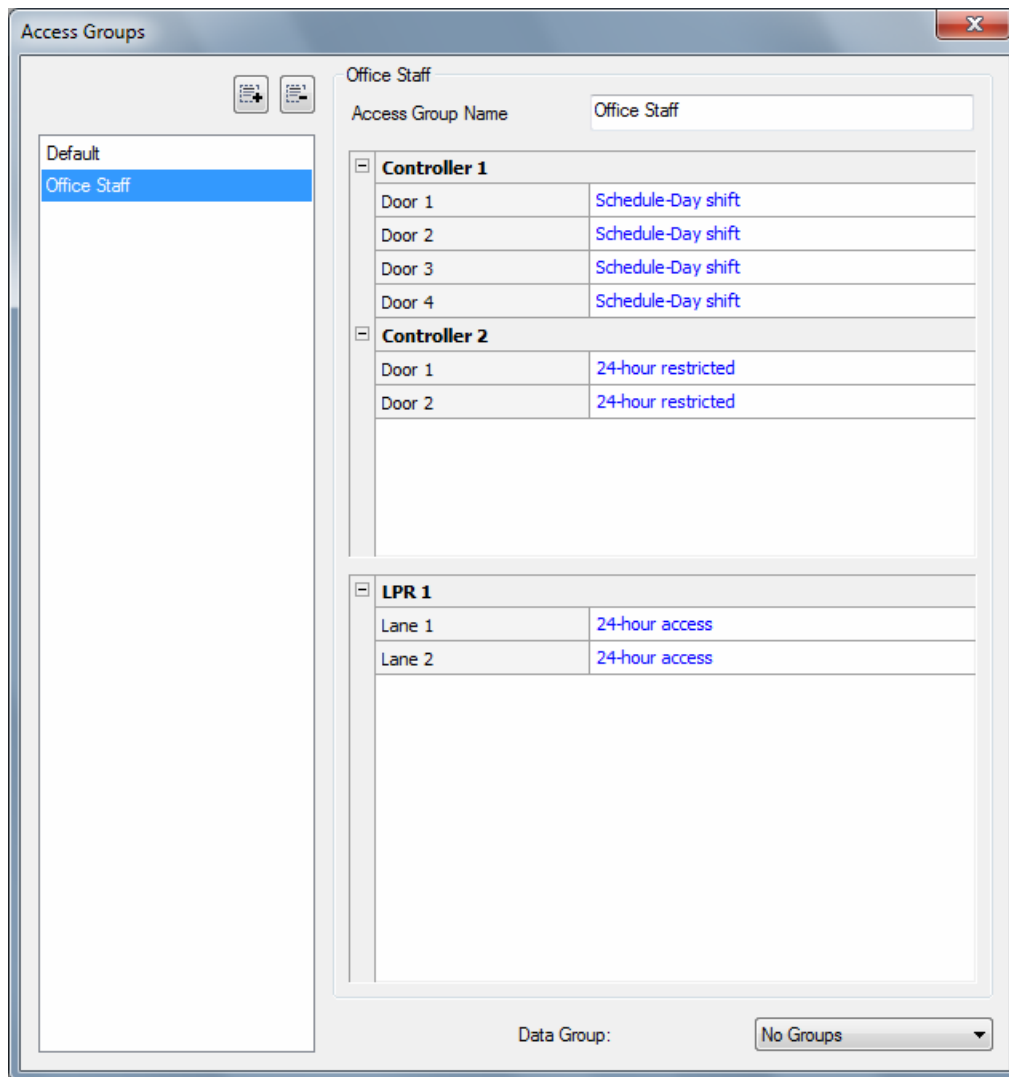 Access Groups
Default
Office Staff
Office Staff
Access Group Name Office Staff
Controller 1
Door 1 Schedule-Day shift
Door 2 Schedule-Day shift
Door 3 Schedule-Day shift
Door 4 Schedule-Day shift
Controller 2
Door 1 24-hour restricted
Door 2 24-hour restricted
LPR 1
Lane 1 24-hour access
Lane 2 24-hour access
Data Group: No Groups